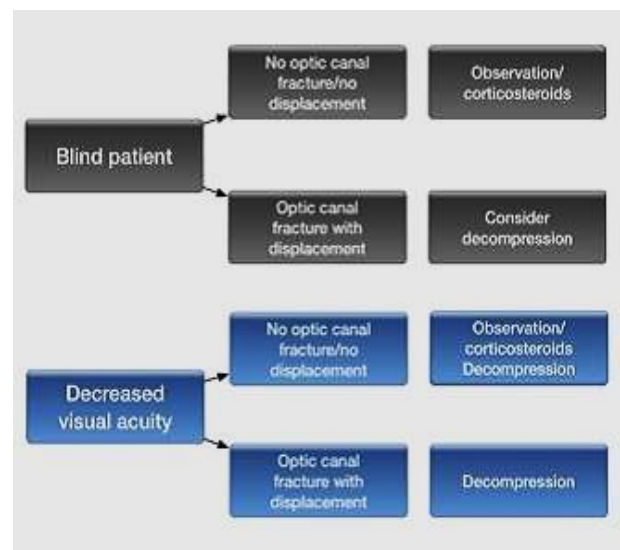 No optic canal
fracture/no
displacement
Observation/
corticosteroids
Blind patient
Optic canal
fracture with
displacement
Consider
decompression
No optic canal
fracture/no
displacement
Observation/
corticosteroids
Decompression
Decreased
visual acuity
Optic canal
fracture with
displacement
Decompression